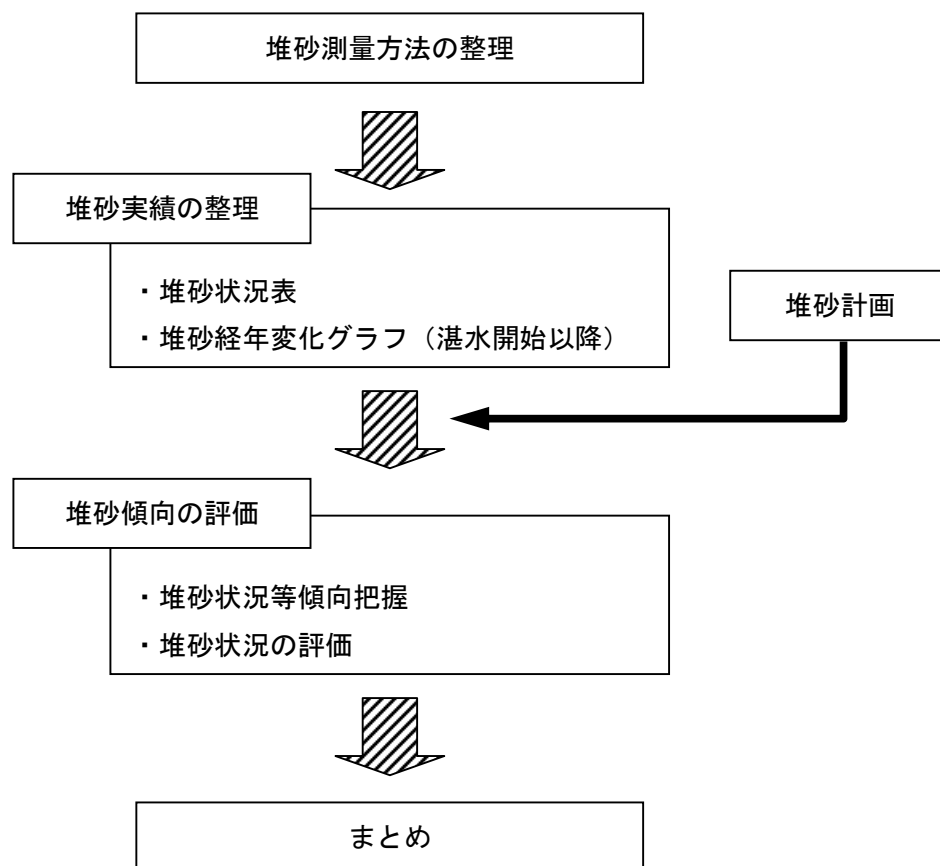 堆砂測量方法の整理
堆砂実績の整理
・堆砂状況表
・堆砂経年変化グラフ（湛水開始以降）
堆砂計画
堆砂傾向の評価
・堆砂状況等傾向把握
・堆砂状況の評価
まとめ